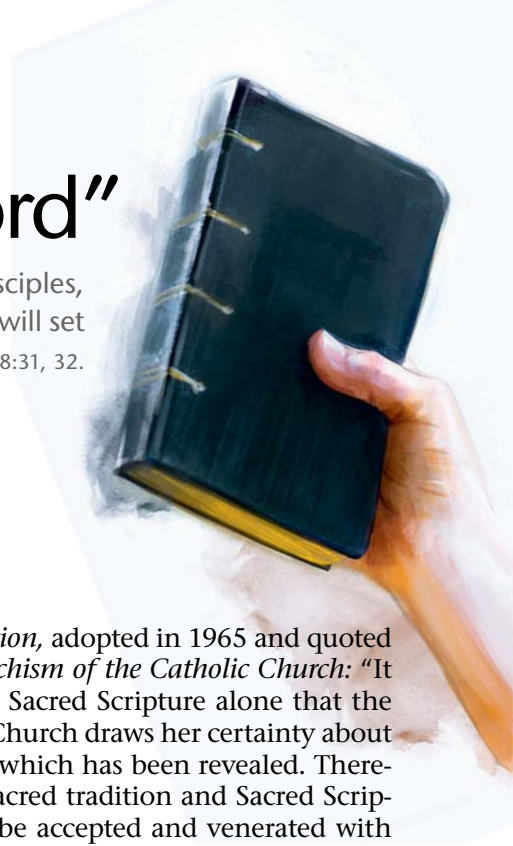 ord”
sciples,
will set
8:31, 32.
tion, adopted in 1965 and quoted
chism of the Catholic Church: “It
Sacred Scripture alone that the
Church draws her certainty about
which has been revealed. There-
acred tradition and Sacred Scrip-
be accepted and venerated with